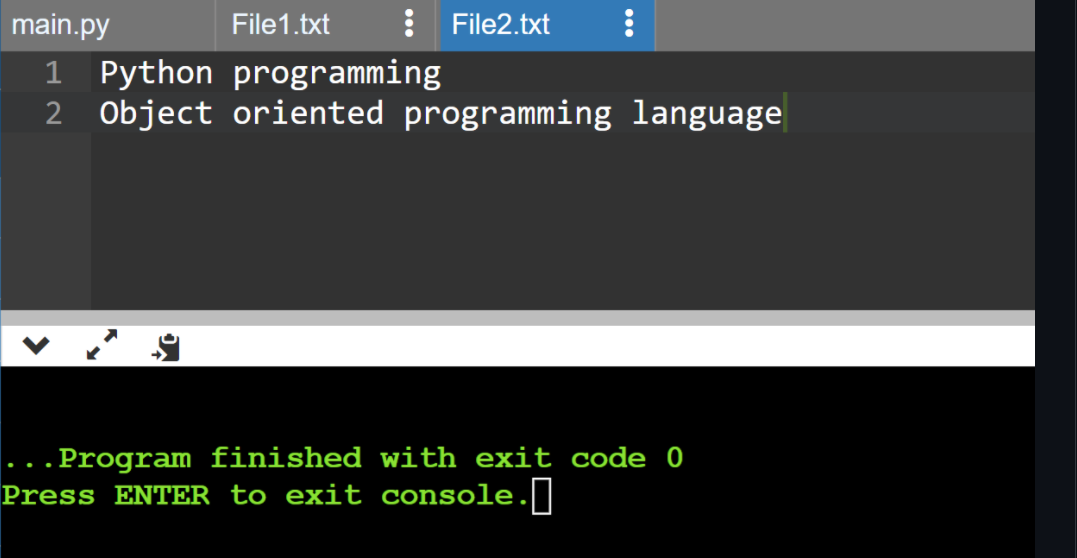 main.py File1.txt File2.txt
1 Python programming
2 Object oriented programming language
...Program finished with exit code 0
Press ENTER to exit console.